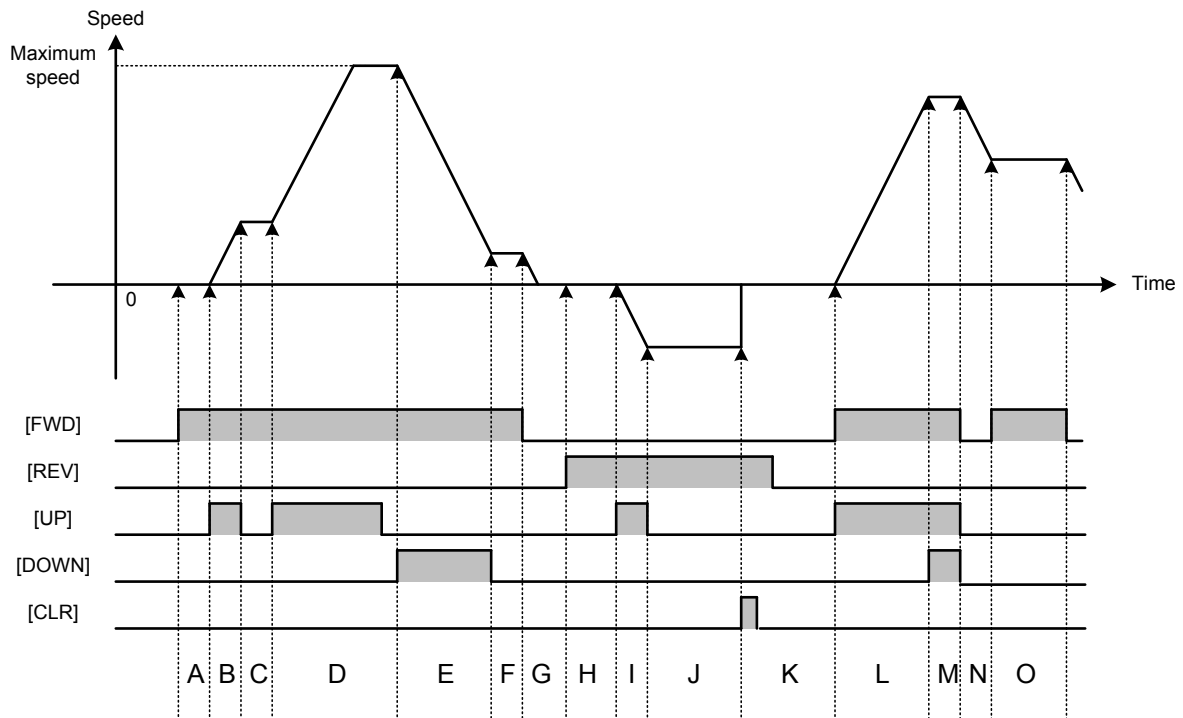 Speed
Maximum
speed
0
Time
[FWD]
[REV]
[UP]
[DOWN]
[CLR]
A B C D E F G H I J K L M N O